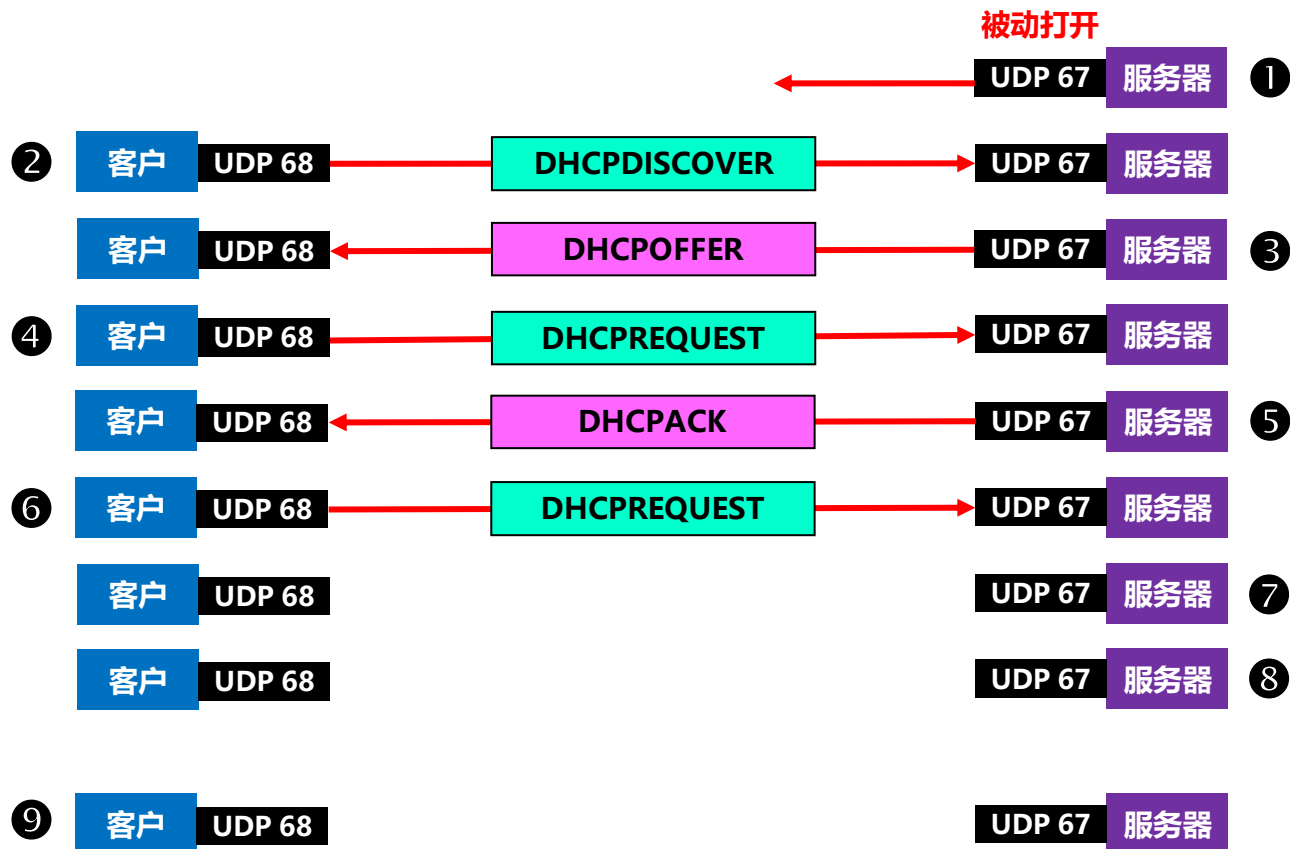 被动打开
UDP 67 服务器 ❶
❷ 客户 UDP 68 DHCPDISCOVER UDP 67 服务器
客户 UDP 68 DHCPOFFER UDP 67 服务器 ❸
❹ 客户 UDP 68 DHCPREQUEST UDP 67 服务器
客户 UDP 68 DHCPACK UDP 67 服务器 ❺
❻ 客户 UDP 68 DHCPREQUEST UDP 67 服务器
客户 UDP 68 UDP 67 服务器 ❼
客户 UDP 68 UDP 67 服务器 ❽
❾ 客户 UDP 68 UDP 67 服务器